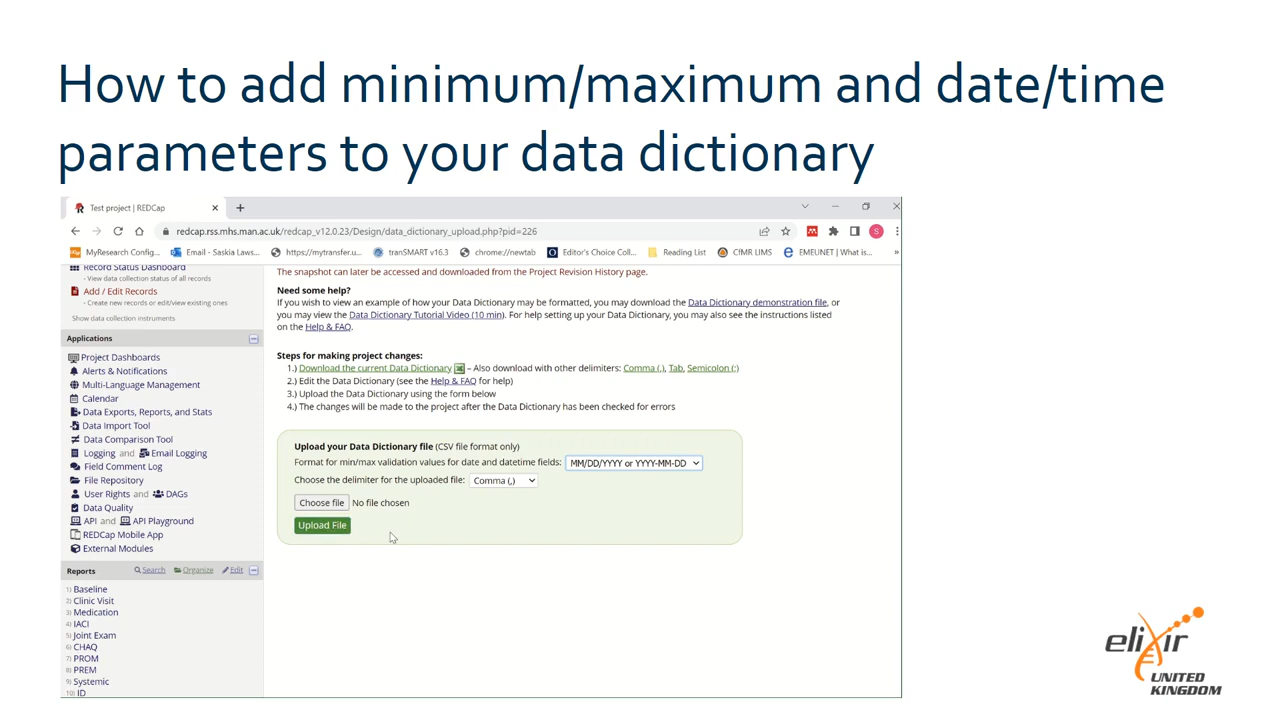 How to add minimum/maximum and date/time
parameters to your data dictionary
Test project | REDCap
redcap.rss.mhs.man.ac.uk/redcap_v12.0.23/Design/data_dictionary_upload.php?pid=226
MyResearch Config... Email - Saskia Laws... https://mytransfer.u... tranSMART v16.3 chrome://newtab Editor's Choice Coll... Reading List CfMR LIMS EMEUNET | What is...
Record Status Dashboard
- View data collection status of all records
Add / Edit Records
- Create new records or edit/view existing ones
Show data collection instruments
Applications
Project Dashboards
Alerts & Notifications
Multi-Language Management
Calendar
Data Exports, Reports, and Stats
Data Import Tool
Data Comparison Tool
Logging and Email Logging
Field Comment Log
File Repository
User Rights and DAGs
Data Quality
API and API Playground
REDCap Mobile App
External Modules
Reports Search Organize Edit
1) Baseline
2) Clinic Visit
3) Medication
4) IACI
5) Joint Exam
6) CHAQ
7) PROM
8) PREM
9) Systemic
10) ID
The snapshot can later be accessed and downloaded from the Project Revision History page.
Need some help?
If you wish to view an example of how your Data Dictionary may be formatted, you may download the Data Dictionary demonstration file, or
you may view the Data Dictionary Tutorial Video (10 min). For help setting up your Data Dictionary, you may also see the instructions listed
on the Help & FAQ.
Steps for making project changes:
1.) Download the current Data Dictionary – Also download with other delimiters: Comma (,), Tab, Semicolon (;)
2.) Edit the Data Dictionary (see the Help & FAQ for help)
3.) Upload the Data Dictionary using the form below
4.) The changes will be made to the project after the Data Dictionary has been checked for errors
Upload your Data Dictionary file (CSV file format only)
Format for min/max validation values for date and datetime fields: MM/DD/YYYY or YYYY-MM-DD
Choose the delimiter for the uploaded file: Comma (,)
Choose file No file chosen
Upload File
elixir
UNITED
KINGDOM